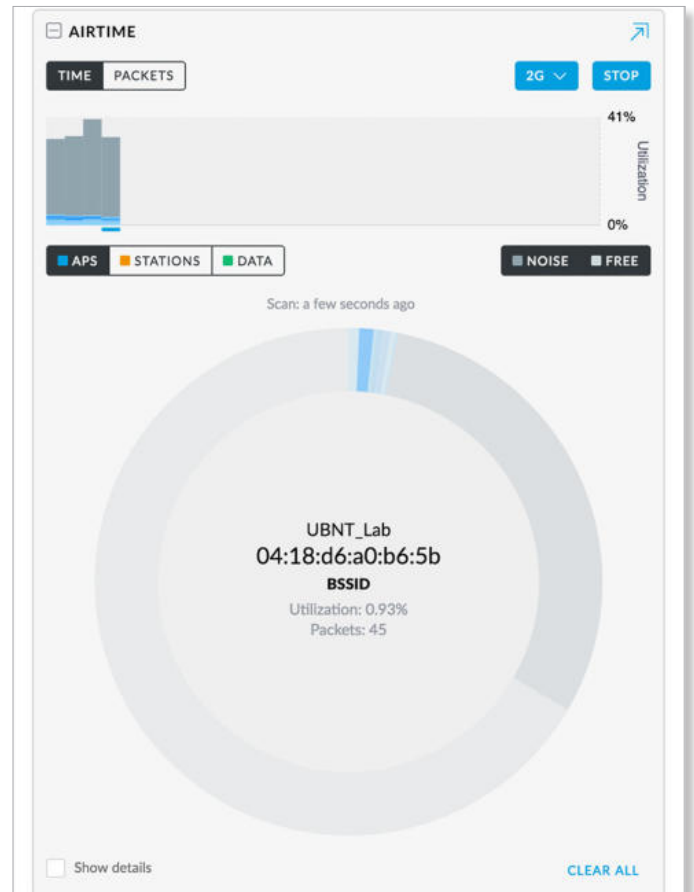 AIRTIME
TIME PACKETS 2G STOP
41%
Utilization
0%
APS STATIONS DATA NOISE FREE
Scan: a few seconds ago
UBNT_Lab
04:18:d6:a0:b6:5b
BSSID
Utilization: 0.93%
Packets: 45
Show details CLEAR ALL